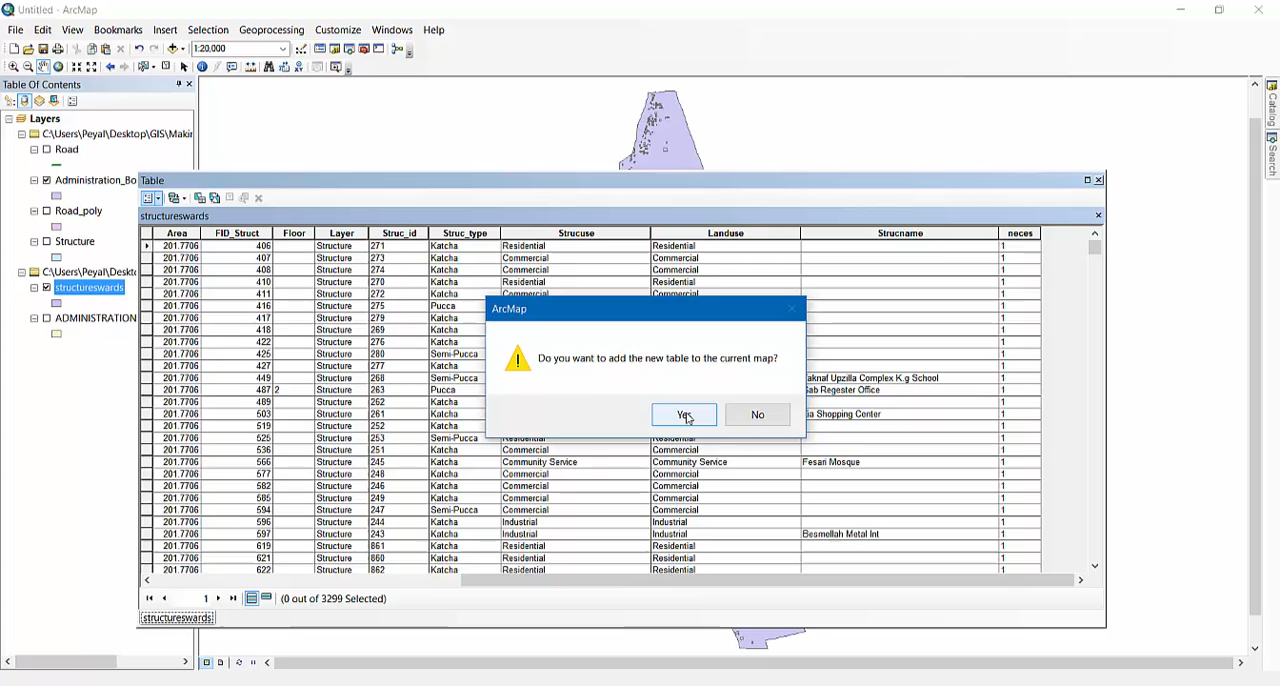 Untitled - ArcMap
File Edit View Bookmarks Insert Selection Geoprocessing Customize Windows Help
1:20,000
Table Of Contents
Layers
C:\Users\Peyal\Desktop\GIS\Makin
Road
Administration_Bo
Road_poly
Structure
C:\Users\Peyal\Deskto
structureswards
ADMINISTRATION
Catalog
Search
Table
structureswards
Area FID_Struct Floor Layer Struc_id Struc_type Strucuse Landuse Strucname neces
201.7706 406 Structure 271 Katcha Residential Residential 1
201.7706 407 Structure 273 Katcha Commercial Commercial 1
201.7706 408 Structure 274 Katcha Commercial Commercial 1
201.7706 410 Structure 270 Katcha Residential Residential 1
201.7706 411 Structure 272 Katcha Commercial Commercial 1
201.7706 416 Structure 275 Pucca 1
201.7706 417 Structure 279 Katcha 1
201.7706 418 Structure 269 Katcha 1
201.7706 422 Structure 276 Katcha 1
201.7706 425 Structure 280 Semi-Pucca 1
201.7706 427 Structure 277 Katcha 1
201.7706 449 Structure 268 Semi-Pucca aknaf Upzilla Complex K.g School 1
201.7706 487 2 Structure 263 Pucca Sab Regester Office 1
201.7706 489 Structure 262 Katcha 1
201.7706 503 Structure 261 Katcha Shopping Center 1
201.7706 519 Structure 252 Katcha 1
201.7706 525 Structure 253 Semi-Pucca Residential Residential 1
201.7706 536 Structure 251 Katcha Commercial Commercial 1
201.7706 566 Structure 245 Katcha Community Service Community Service Fesari Mosque 1
201.7706 577 Structure 248 Katcha Commercial Commercial 1
201.7706 582 Structure 246 Katcha Commercial Commercial 1
201.7706 585 Structure 249 Katcha Commercial Commercial 1
201.7706 594 Structure 247 Semi-Pucca Commercial Commercial 1
201.7706 596 Structure 244 Katcha Industrial Industrial 1
201.7706 597 Structure 243 Katcha Industrial Industrial Besmollah Metal Int 1
201.7706 619 Structure 861 Katcha Residential Residential 1
201.7706 621 Structure 860 Katcha Residential Residential 1
201.7706 622 Structure 862 Katcha Residential Residential 1
ArcMap
Do you want to add the new table to the current map?
Yes No
1 (0 out of 3299 Selected)
structureswards